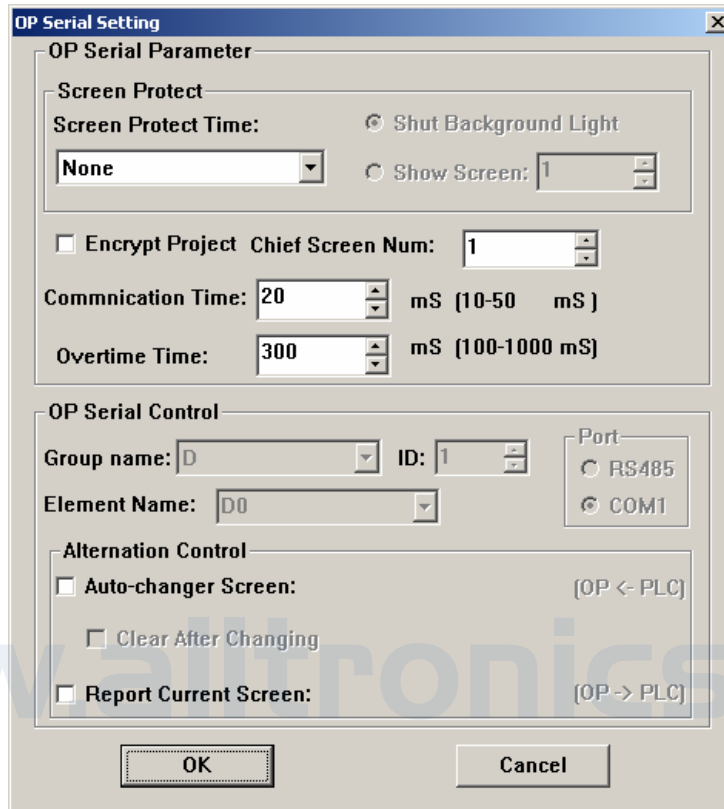 OP Serial Setting
OP Serial Parameter
Screen Protect
Screen Protect Time:
Shut Background Light
None
Show Screen: 1
Encrypt Project Chief Screen Num: 1
Commnication Time: 20 mS (10-50 mS )
Overtime Time: 300 mS (100-1000 mS)
OP Serial Control
Group name: D ID: 1
Port
RS485
Element Name: D0
COM1
Alternation Control
Auto-changer Screen: (OP <- PLC)
Clear After Changing
Report Current Screen: (OP -> PLC)
w.alltronics
OK Cancel